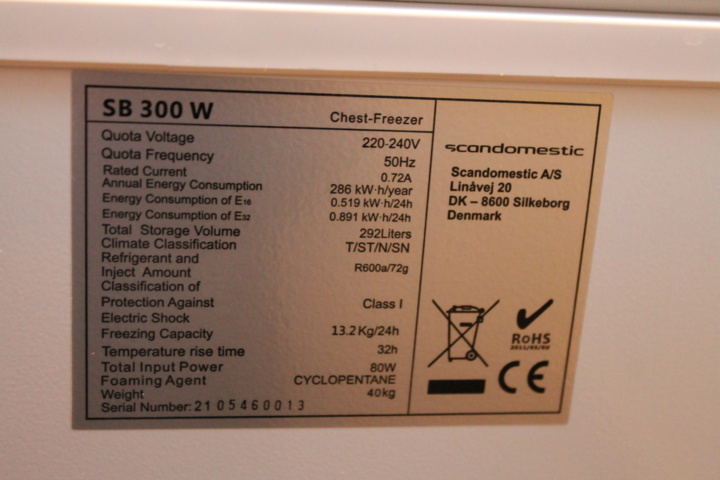 SB 300 W Chest-Freezer
Quota Voltage 220-240V
Quota Frequency 50Hz
Rated Current 0.72A
Annual Energy Consumption 286 kW·h/year
Energy Consumption of E16 0.519 kW·h/24h
Energy Consumption of E32 0.891 kW·h/24h
Total Storage Volume 292Liters
Climate Classification T/ST/N/SN
Refrigerant and
Inject Amount R600a/72g
Classification of
Protection Against Class I
Electric Shock
Freezing Capacity 13.2Kg/24h
Temperature rise time 32h
Total Input Power 80W
Foaming Agent CYCLOPENTANE
Weight 40kg
Serial Number: 2105460013
scandomestic
Scandomestic A/S
Linåvej 20
DK – 8600 Silkeborg
Denmark
RoHS
CE